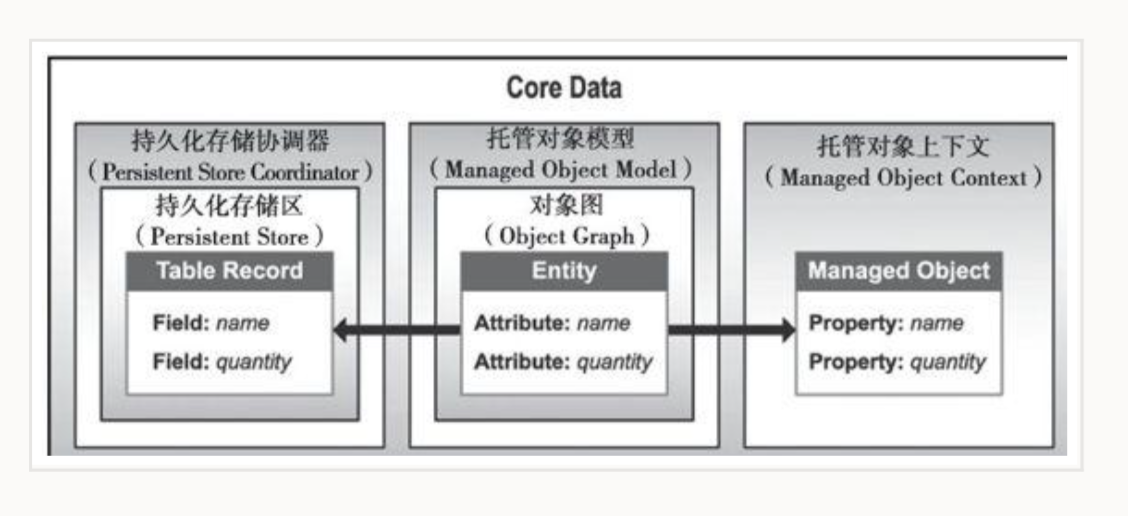 Core Data
持久化存储协调器
（Persistent Store Coordinator）
持久化存储区
（Persistent Store）
Table Record
Field: name
Field: quantity
托管对象模型
（Managed Object Model）
对象图
（Object Graph）
Entity
Attribute: name
Attribute: quantity
托管对象上下文
（Managed Object Context）
Managed Object
Property: name
Property: quantity